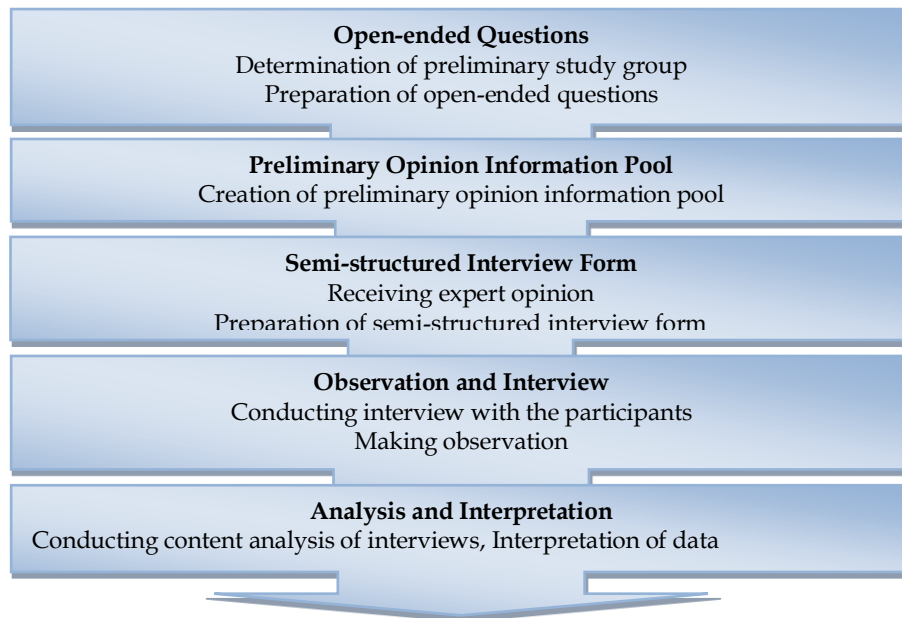 Open-ended Questions
Determination of preliminary study group
Preparation of open-ended questions
Preliminary Opinion Information Pool
Creation of preliminary opinion information pool
Semi-structured Interview Form
Receiving expert opinion
Preparation of semi-structured interview form
Observation and Interview
Conducting interview with the participants
Making observation
Analysis and Interpretation
Conducting content analysis of interviews, Interpretation of data